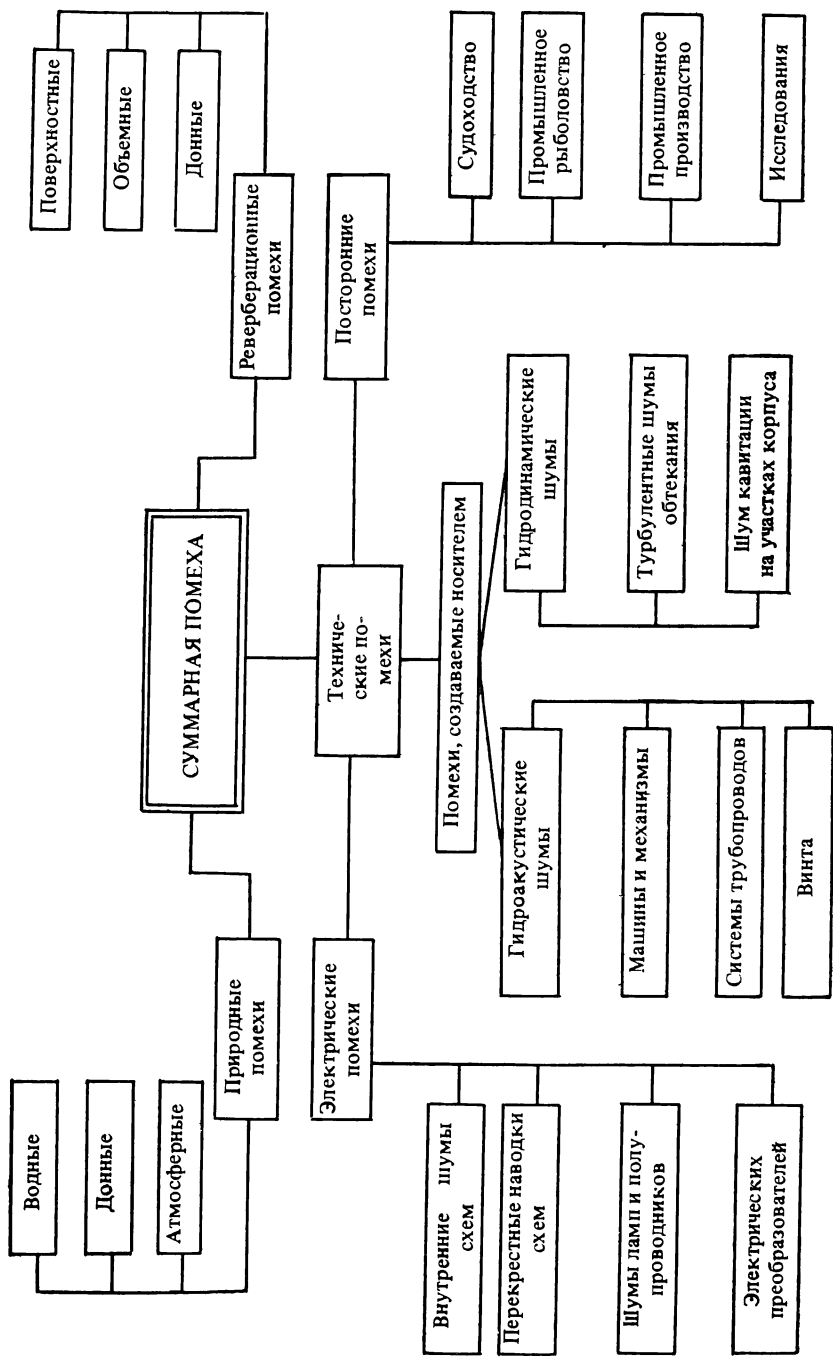 СУММАРНАЯ ПОМЕХА
Природные
помехи
Водные
Донные
Атмосферные
Реверберационные
помехи
Поверхностные
Объемные
Донные
Техниче-
ские по-
мехи
Электрические
помехи
Внутренние шумы
схем
Перекрестные наводки
схем
Шумы ламп и полу-
проводников
Электрических
преобразователей
Помехи, создаваемые носителем
Гидроакустические
шумы
Машины и механизмы
Системы трубопроводов
Винта
Гидродинамические
шумы
Турбулентные шумы
обтекания
Шум кавитации
на участках корпуса
Посторонние
помехи
Судоходство
Промышленное
рыболовство
Промышленное
производство
Исследования